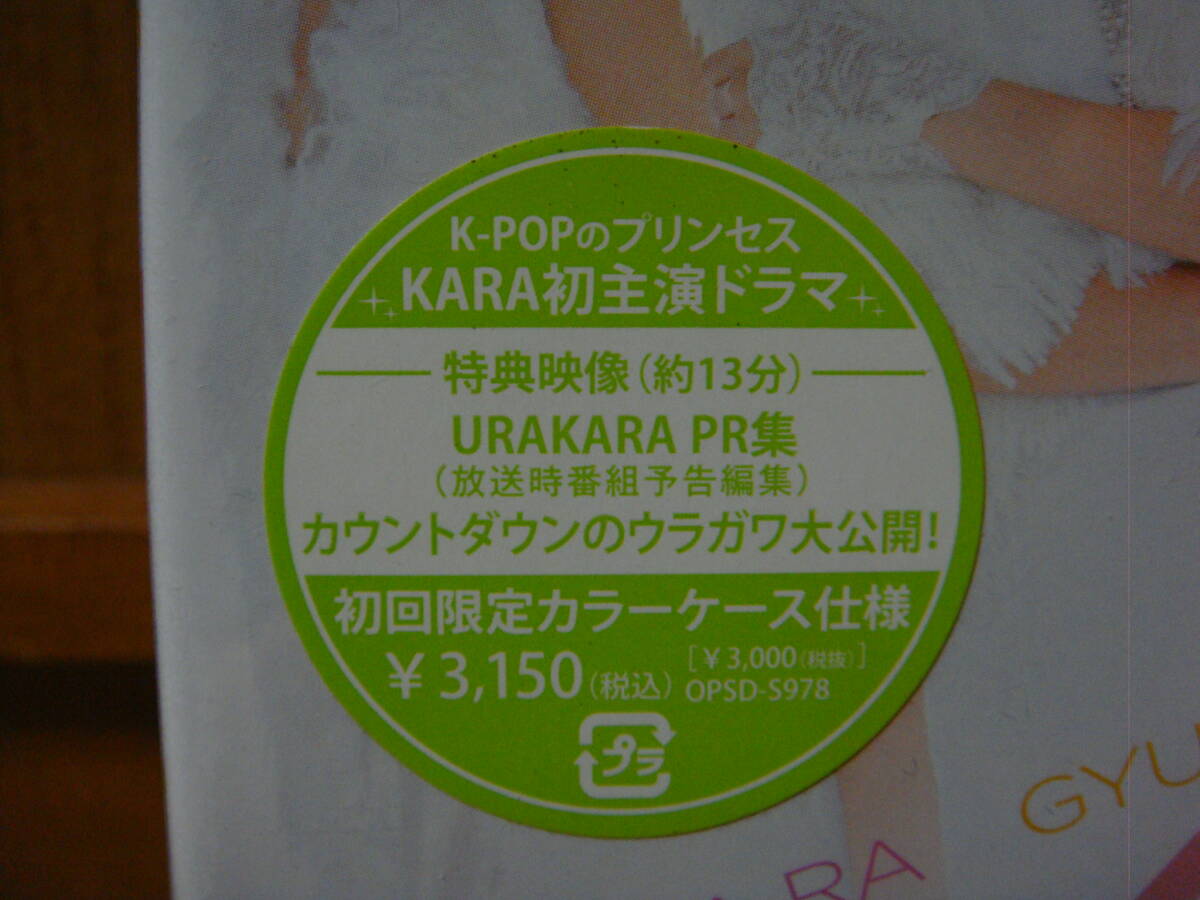 K-POPのプリンセス
KARA初主演ドラマ
特典映像(約13分)
URAKARA PR集
(放送時番組予告編集)
カウントダウンのウラガワ大公開!
初回限定カラーケース仕様
¥3,150(税込) [¥3,000(税抜)]
OPSD-S978
プラ
GYU
RA